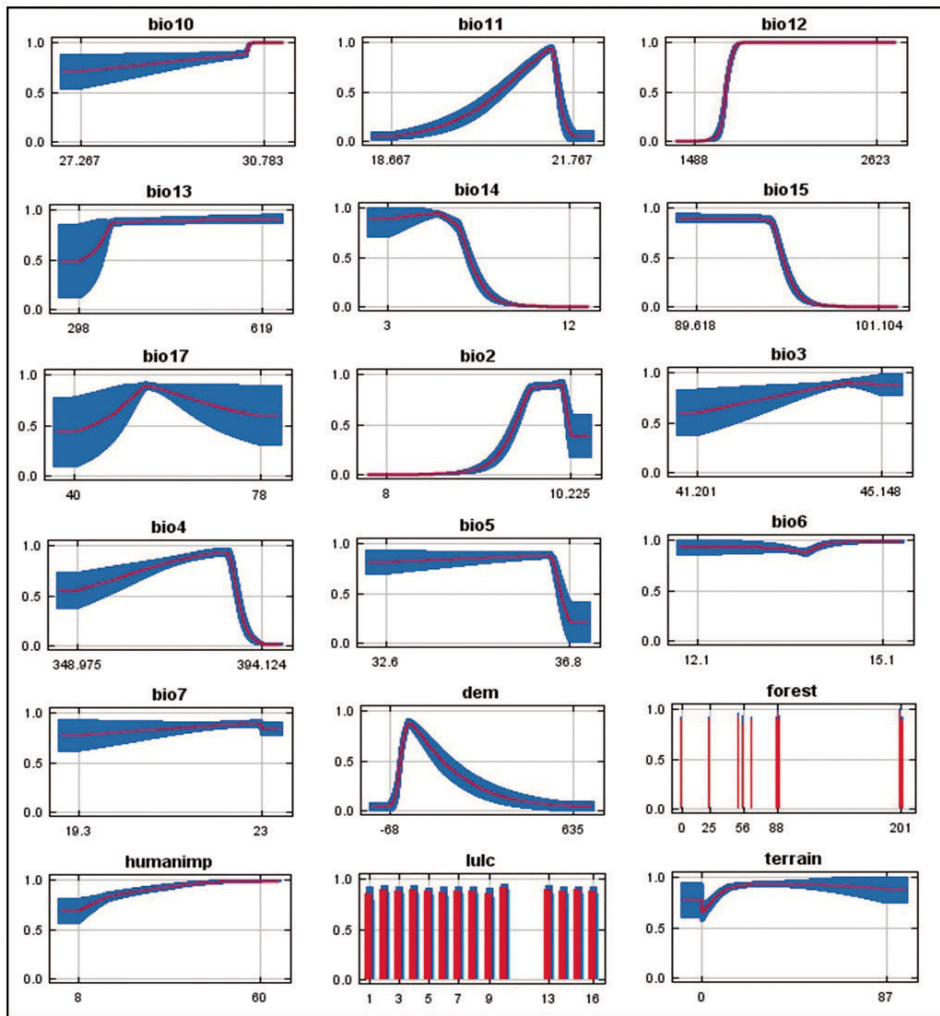 bio10 bio11 bio12
1.0 1.0 1.0
0.5 0.5 0.5
0.0 0.0 0.0
27.267 30.783 18.667 21.767 1488 2623
bio13 bio14 bio15
1.0 1.0 1.0
0.5 0.5 0.5
0.0 0.0 0.0
298 619 3 12 89.618 101.104
bio17 bio2 bio3
1.0 1.0 1.0
0.5 0.5 0.5
0.0 0.0 0.0
40 78 8 10.225 41.201 45.148
bio4 bio5 bio6
1.0 1.0 1.0
0.5 0.5 0.5
0.0 0.0 0.0
348.975 394.124 32.6 36.8 12.1 15.1
bio7 dem forest
1.0 1.0 1.0
0.5 0.5 0.5
0.0 0.0 0.0
19.3 23 -68 635 0 25 56 88 201
humanimp lulc terrain
1.0 1.0 1.0
0.5 0.5 0.5
0.0 0.0 0.0
8 60 1 3 5 7 9 13 16 0 87